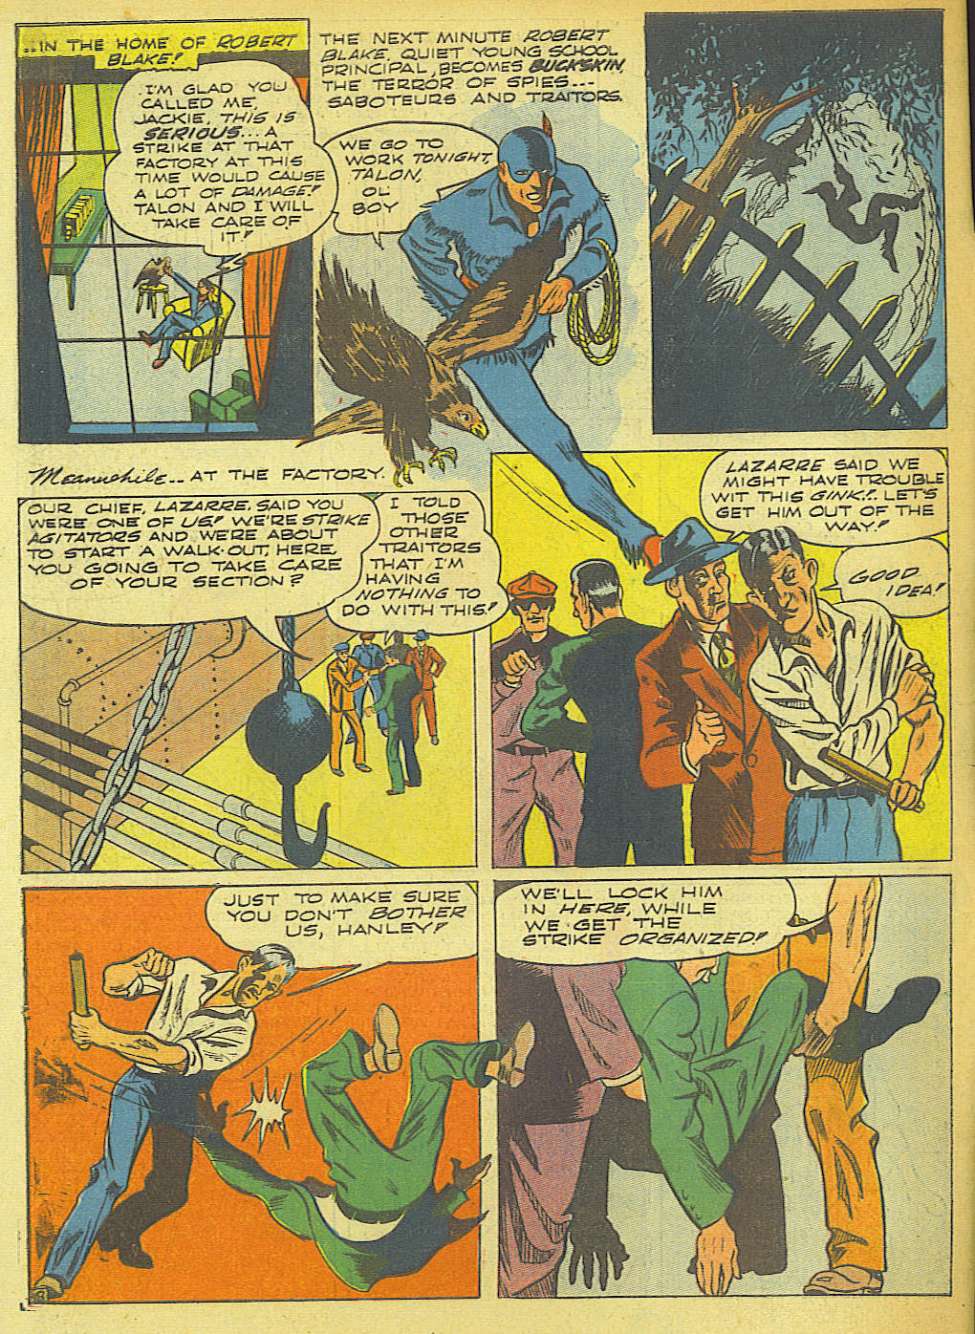 ..IN THE HOME OF ROBERT
BLAKE!
I'M GLAD YOU
CALLED ME,
JACKIE, THIS IS
SERIOUS... A
STRIKE AT THAT
FACTORY AT THIS
TIME WOULD CAUSE
A LOT OF DAMAGE!
TALON AND I WILL
TAKE CARE OF
IT!
THE NEXT MINUTE ROBERT
BLAKE, QUIET YOUNG SCHOOL
PRINCIPAL, BECOMES BUCKSKIN,
THE TERROR OF SPIES...
SABOTEURS AND TRAITORS.
WE GO TO
WORK TONIGHT,
TALON,
OL'
BOY
Meanwhile.. AT THE FACTORY.
OUR CHIEF, LAZARRE, SAID YOU
WERE ONE OF US! WE'RE STRIKE
AGITATORS AND WE'RE ABOUT
TO START A WALK-OUT, HERE.
YOU GOING TO TAKE CARE
OF YOUR SECTION?
I TOLD
THOSE
OTHER
TRAITORS
THAT I'M
HAVING
NOTHING TO
DO WITH THIS!
LAZARRE SAID WE
MIGHT HAVE TROUBLE
WIT THIS GINK!. LET'S
GET HIM OUT OF THE
WAY!
GOOD
IDEA!
JUST TO MAKE SURE
YOU DON'T BOTHER
US, HANLEY!
WE'LL LOCK HIM
IN HERE, WHILE
WE GET THE
STRIKE ORGANIZED!